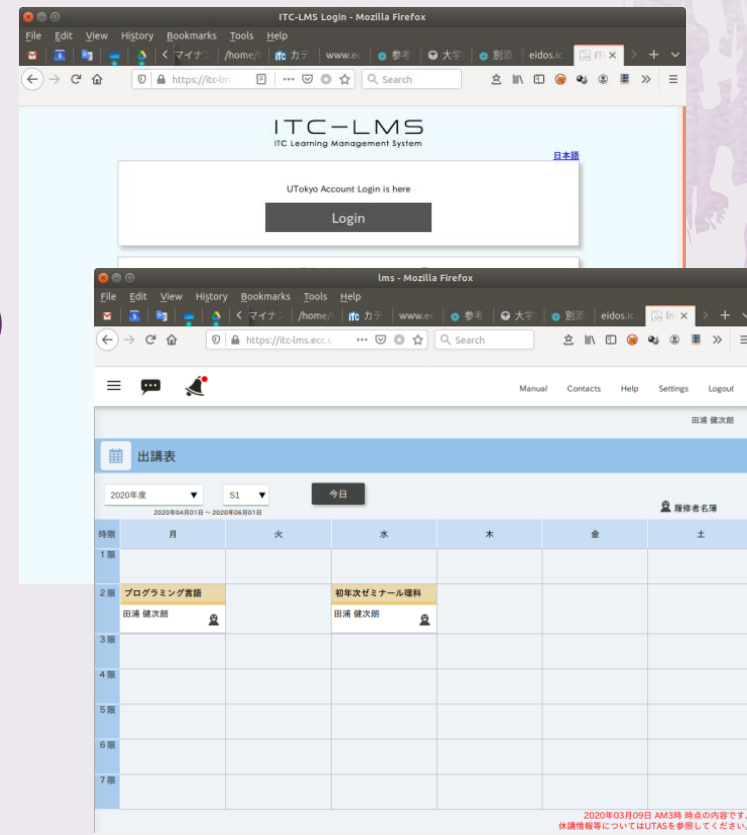 ITC-LMS Login - Mozilla Firefox
File Edit View History Bookmarks Tools Help
マイナ /home/ カテ www.ec 参考 大学 別添 eidos.ic
https://itc-lm Search
ITC-LMS
ITC Learning Management System
日本語
UTokyo Account Login is here
Login
lms - Mozilla Firefox
File Edit View History Bookmarks Tools Help
マイナ /home/ カテ www.ec 参考 大学 別添 eidos.ic lm
https://itc-lms.ecc.u Search
Manual Contacts Help Settings Logout
田浦 健次朗
出講表
2020年度 ▼ S1 ▼ 今日
2020年04月01日 ~ 2020年06月01日
履修者名簿
時限 月 火 水 木 金 土
1限
2限 プログラミング言語 初年次ゼミナール理科
田浦 健次朗 田浦 健次朗
3限
4限
5限
6限
7限
2020年03月09日 AM3時 時点の内容です。
休講情報等についてはUTASを参照してください。